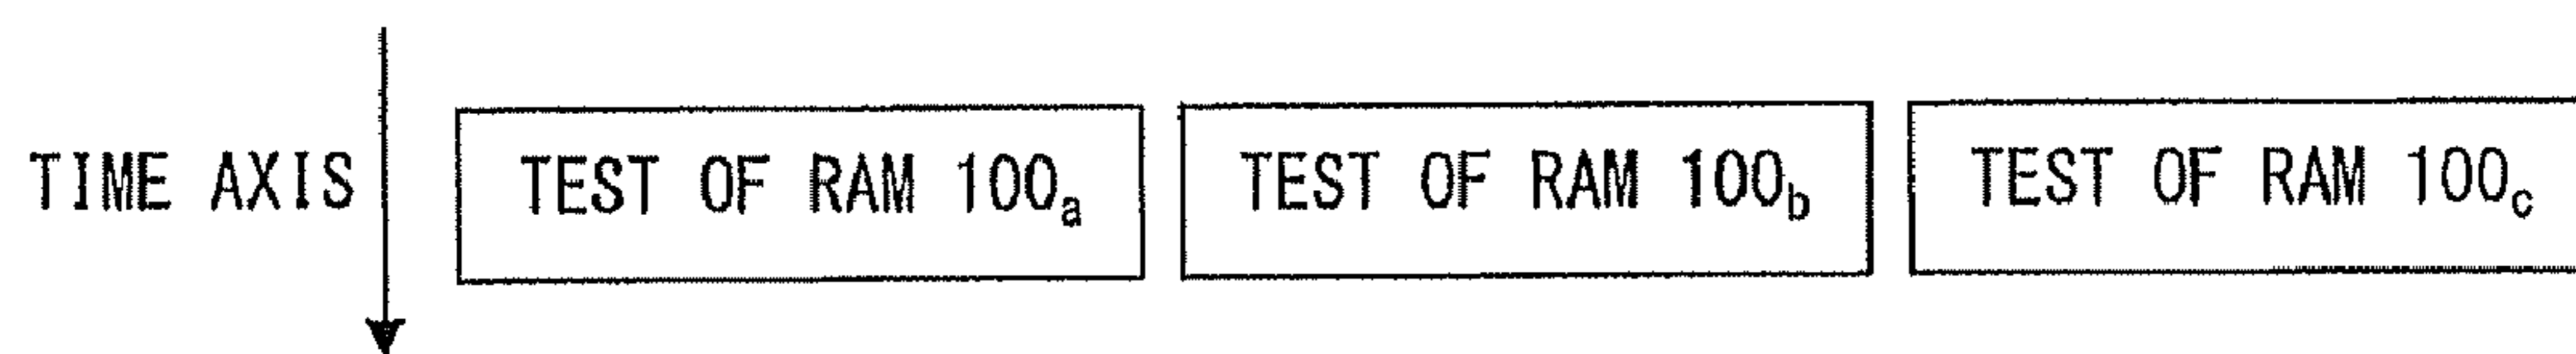 TIME AXIS
TEST OF RAM 100a
TEST OF RAM 100b
TEST OF RAM 100c